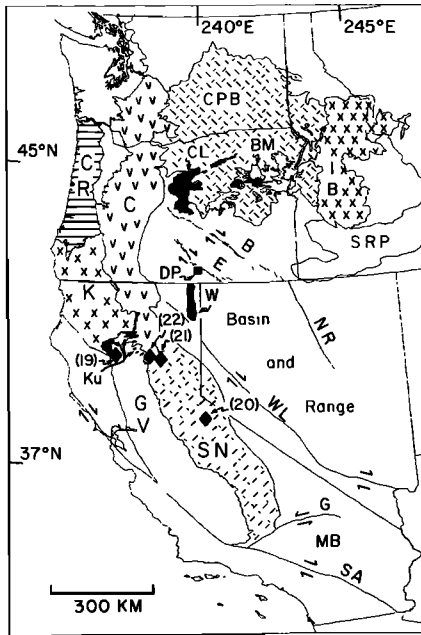 240°E 245°E
CPB
45°N
CL
BM
C
R
C
I
B
SRP
B
DP
E
K
W
(22)
(21)
Basin
and
Range
NR
(19)
Ku
G
V
(20)
WL
37°N
SN
G
MB
SA
300 KM